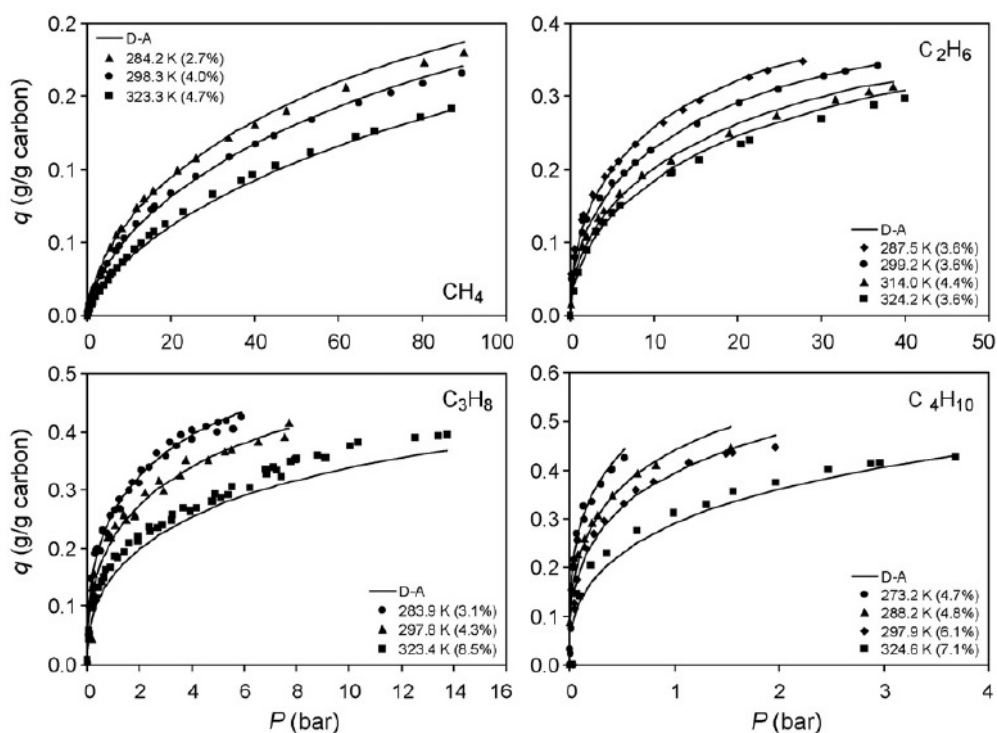 q (g/g carbon)
0.2
0.2
0.1
0.1
0.0
D-A
284.2 K (2.7%)
298.3 K (4.0%)
323.3 K (4.7%)
CH4
0 20 40 60 80 100
q (g/g carbon)
0.4
0.3
0.2
0.1
0.0
C2H6
D-A
287.5 K (3.6%)
299.2 K (3.6%)
314.0 K (4.4%)
324.2 K (3.6%)
0 10 20 30 40 50
q (g/g carbon)
0.5
0.4
0.3
0.2
0.1
0.0
C3H8
D-A
283.9 K (3.1%)
297.8 K (4.3%)
323.4 K (8.5%)
0 2 4 6 8 10 12 14 16
P (bar)
q (g/g carbon)
0.6
0.5
0.4
0.3
0.2
0.1
0.0
C 4H10
D-A
273.2 K (4.7%)
288.2 K (4.8%)
297.9 K (6.1%)
324.6 K (7.1%)
0 1 2 3 4
P (bar)